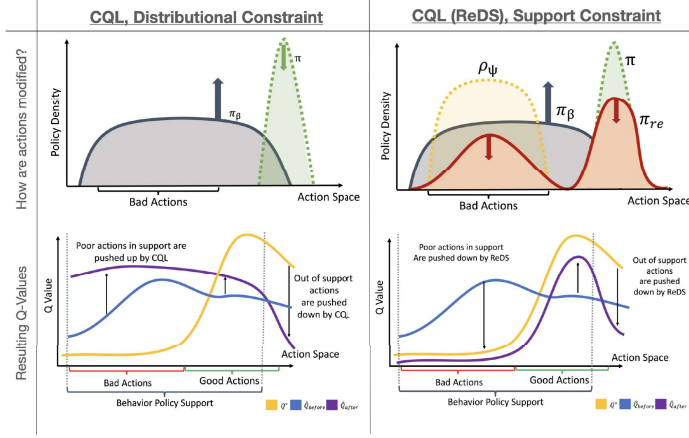 CQL, Distributional Constraint
CQL (ReDS), Support Constraint
How are actions modified?
Policy Density
π
π_β
Bad Actions
Action Space
Policy Density
ρ_ψ
π_β
π
π_re
Bad Actions
Action Space
Resulting Q-Values
Q Value
Poor actions in support are
pushed up by CQL
Out of support
actions
are pushed
down by CQL
Action Space
Bad Actions
Good Actions
Behavior Policy Support
Q* Q̂before Q̂after
Q Value
Poor actions in support
Are pushed down by ReDS
Out of support
actions
are pushed
down by ReDS
Action Space
Bad Actions
Good Actions
Behavior Policy Support
Q* Q̂before Q̂after